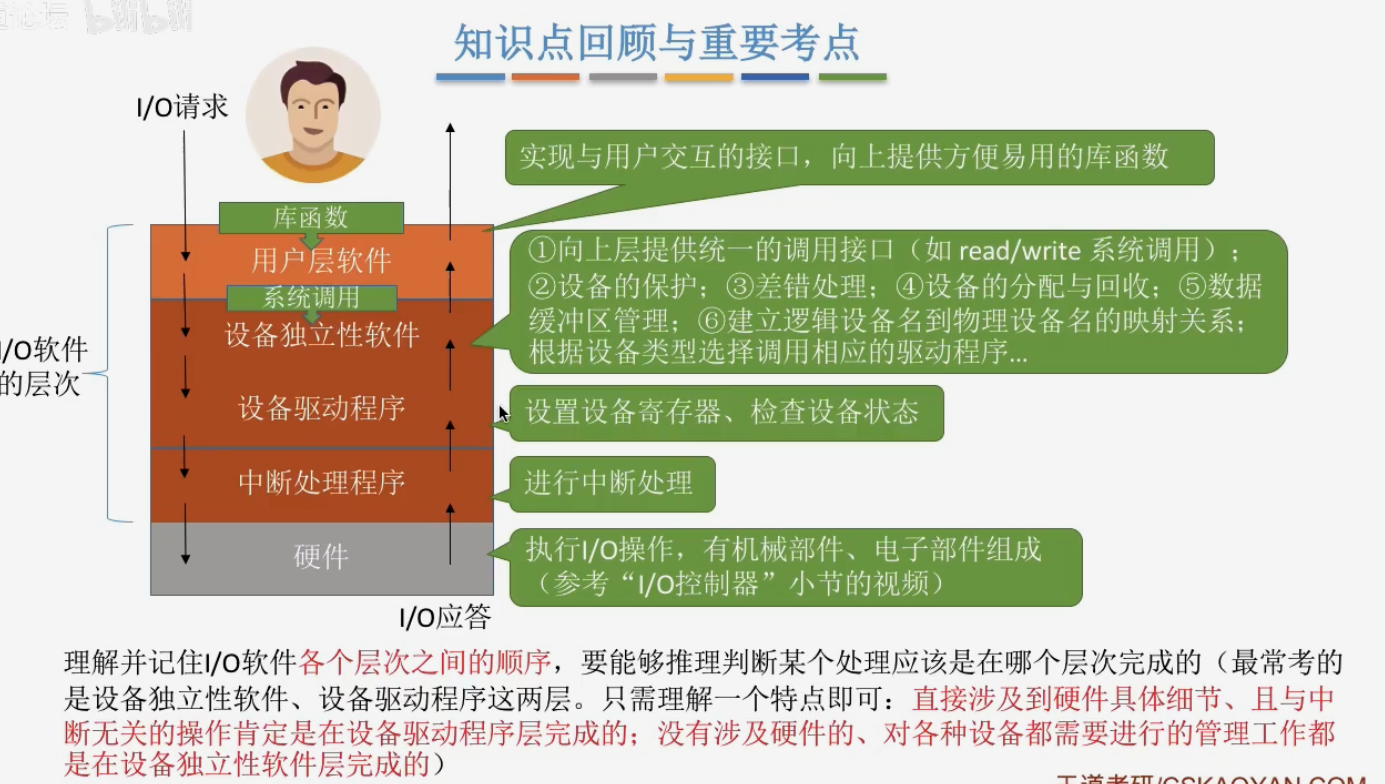 bilibili
知识点回顾与重要考点
I/O请求
实现与用户交互的接口，向上提供方便易用的库函数
库函数
用户层软件
系统调用
①向上层提供统一的调用接口（如 read/write 系统调用）；
②设备的保护；③差错处理；④设备的分配与回收；⑤数据
缓冲区管理；⑥建立逻辑设备名到物理设备名的映射关系；
根据设备类型选择调用相应的驱动程序...
设备独立性软件
I/O软件
的层次
设备驱动程序
设置设备寄存器、检查设备状态
中断处理程序
进行中断处理
硬件
执行I/O操作，有机械部件、电子部件组成
（参考“I/O控制器”小节的视频）
I/O应答
理解并记住I/O软件各个层次之间的顺序，要能够推理判断某个处理应该是在哪个层次完成的（最常考的
是设备独立性软件、设备驱动程序这两层。只需理解一个特点即可：直接涉及到硬件具体细节、且与中
断无关的操作肯定是在设备驱动程序层完成的；没有涉及硬件的、对各种设备都需要进行的管理工作都
是在设备独立性软件层完成的）
王道考研/CSKAOYAN.COM